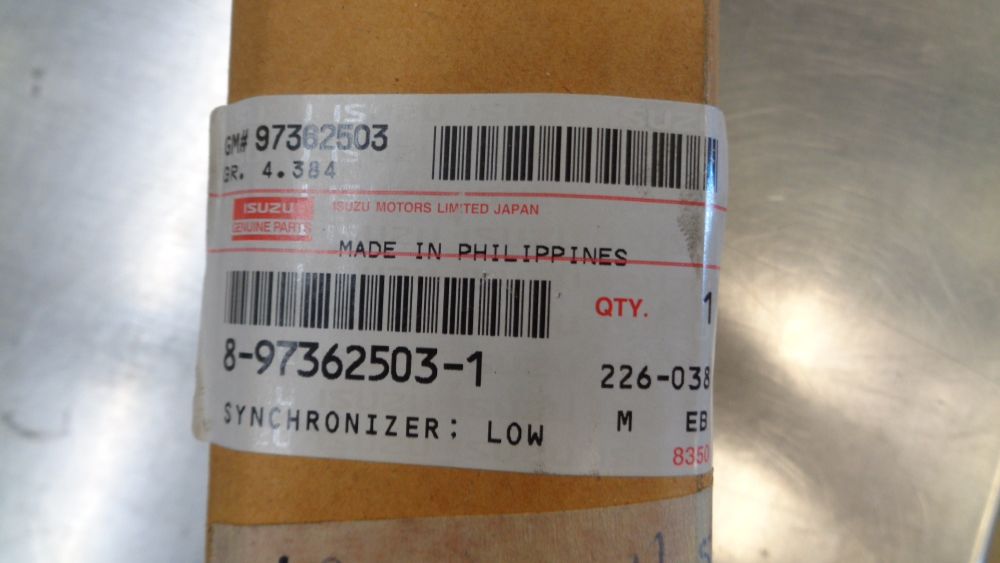 GM# 97362503
GR. 4.384
ISUZU
GENUINE PARTS
ISUZU MOTORS LIMITED JAPAN
MADE IN PHILIPPINES
QTY. 1
8-97362503-1
226-038
SYNCHRONIZER: LOW
M EB
8350